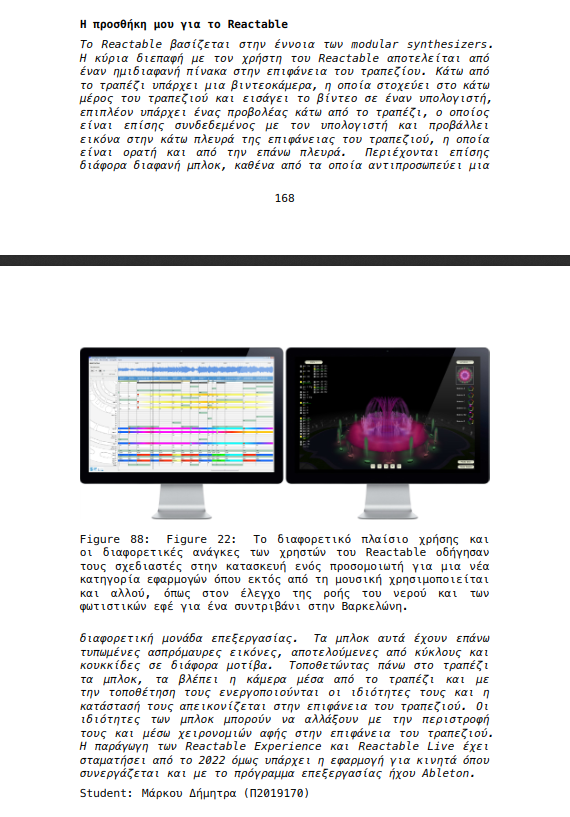 Η προσθήκη μου για το Reactable
Το Reactable βασίζεται στην έννοια των modular synthesizers.
Η κύρια διεπαφή με τον χρήστη του Reactable αποτελείται από
έναν ημιδιαφανή πίνακα στην επιφάνεια του τραπεζίου. Κάτω από
το τραπέζι υπάρχει μια βιντεοκάμερα, η οποία στοχεύει στο κάτω
μέρος του τραπεζιού και εισάγει το βίντεο σε έναν υπολογιστή,
επιπλέον υπάρχει ένας προβολέας κάτω από το τραπέζι, ο οποίος
είναι επίσης συνδεδεμένος με τον υπολογιστή και προβάλλει
εικόνα στην κάτω πλευρά της επιφάνειας του τραπεζιού, η οποία
είναι ορατή και από την επάνω πλευρά. Περιέχονται επίσης
διάφορα διαφανή μπλοκ, καθένα από τα οποία αντιπροσωπεύει μια
168
Figure 88: Figure 22: Το διαφορετικό πλαίσιο χρήσης και
οι διαφορετικές ανάγκες των χρηστών του Reactable οδήγησαν
τους σχεδιαστές στην κατασκευή ενός προσομοιωτή για μια νέα
κατηγορία εφαρμογών όπου εκτός από τη μουσική χρησιμοποιείται
και αλλού, όπως στον έλεγχο της ροής του νερού και των
φωτιστικών εφέ για ένα συντριβάνι στην Βαρκελώνη.
διαφορετική μονάδα επεξεργασίας. Τα μπλοκ αυτά έχουν επάνω
τυπωμένες ασπρόμαυρες εικόνες, αποτελούμενες από κύκλους και
κουκκίδες σε διάφορα μοτίβα. Τοποθετώντας πάνω στο τραπέζι
τα μπλοκ, τα βλέπει η κάμερα μέσα από το τραπέζι και με
την τοποθέτηση τους ενεργοποιούνται οι ιδιότητες τους και η
κατάστασή τους απεικονίζεται στην επιφάνεια του τραπεζιού. Οι
ιδιότητες των μπλοκ μπορούν να αλλάξουν με την περιστροφή
τους και μέσω χειρονομιών αφής στην επιφάνεια του τραπεζιού.
Η παράγωγη των Reactable Experience και Reactable Live έχει
σταματήσει από το 2022 όμως υπάρχει η εφαρμογή για κινητά όπου
συνεργάζεται και με το πρόγραμμα επεξεργασίας ήχου Ableton.
Student: Μάρκου Δήμητρα (Π2019170)